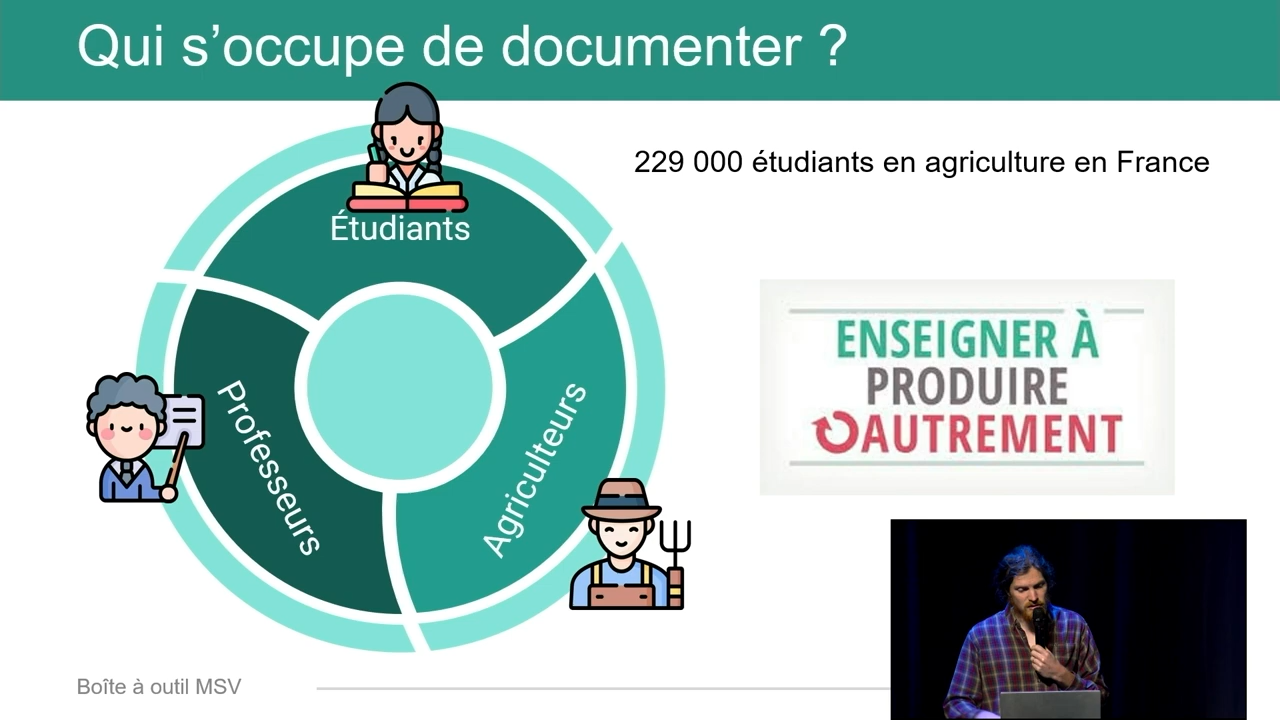 Qui s’occupe de documenter ?
229 000 étudiants en agriculture en France
Étudiants
Professeurs
Agriculteurs
ENSEIGNER À
PRODUIRE
AUTREMENT
Boîte à outil MSV